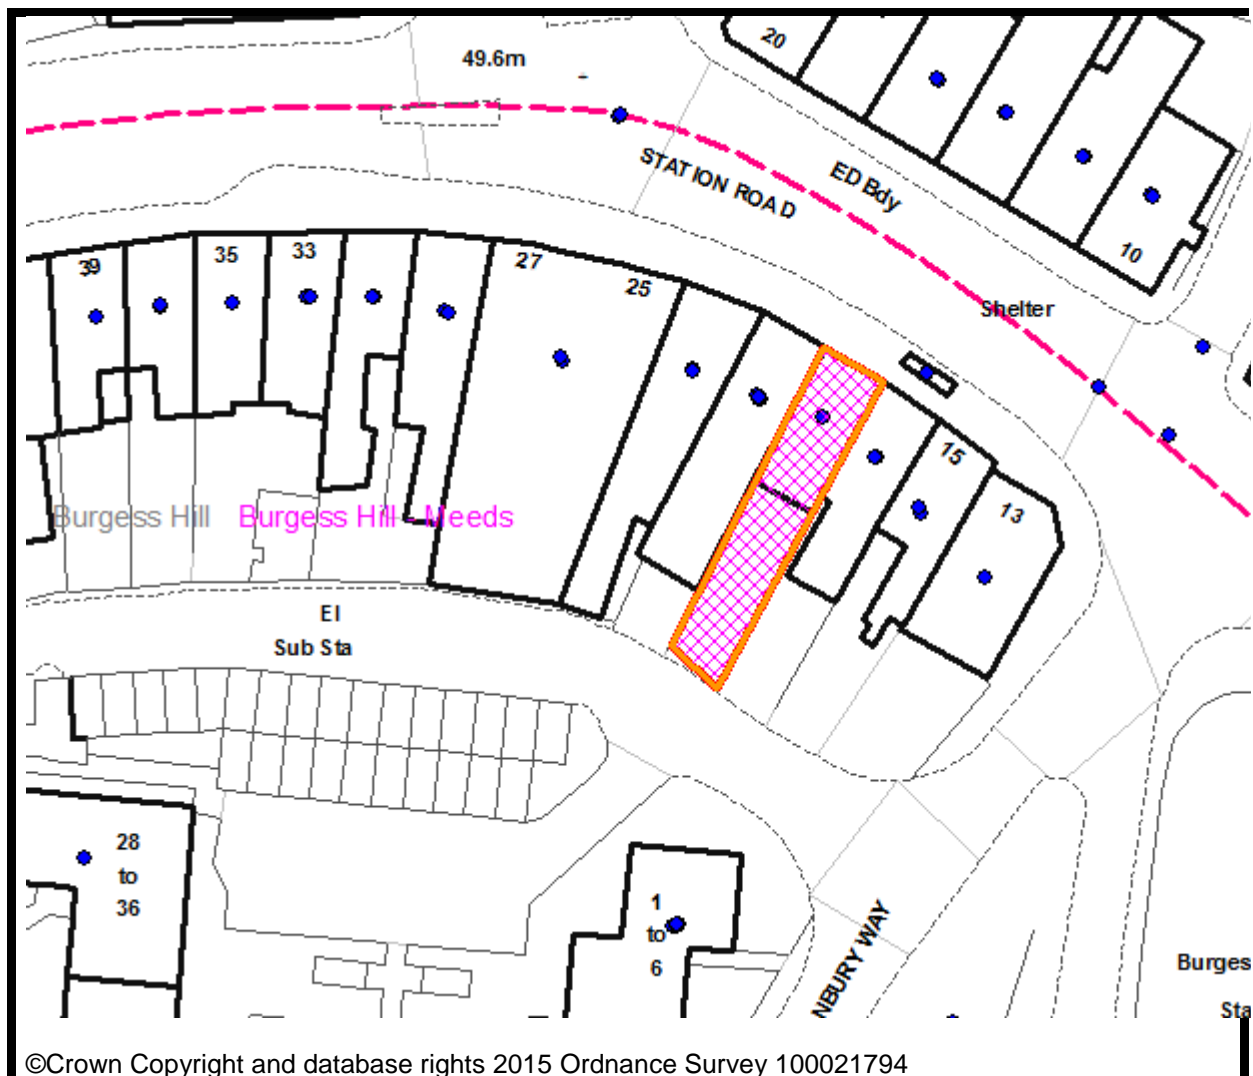 20
49.6m
STATION ROAD
ED Bdy
10
39
35
33
27
25
Shelter
15
13
Burgess Hill
Burgess Hill - Meeds
El
Sub Sta
28
to
36
1
to
6
NBURY WAY
Burges
Sta
©Crown Copyright and database rights 2015 Ordnance Survey 100021794